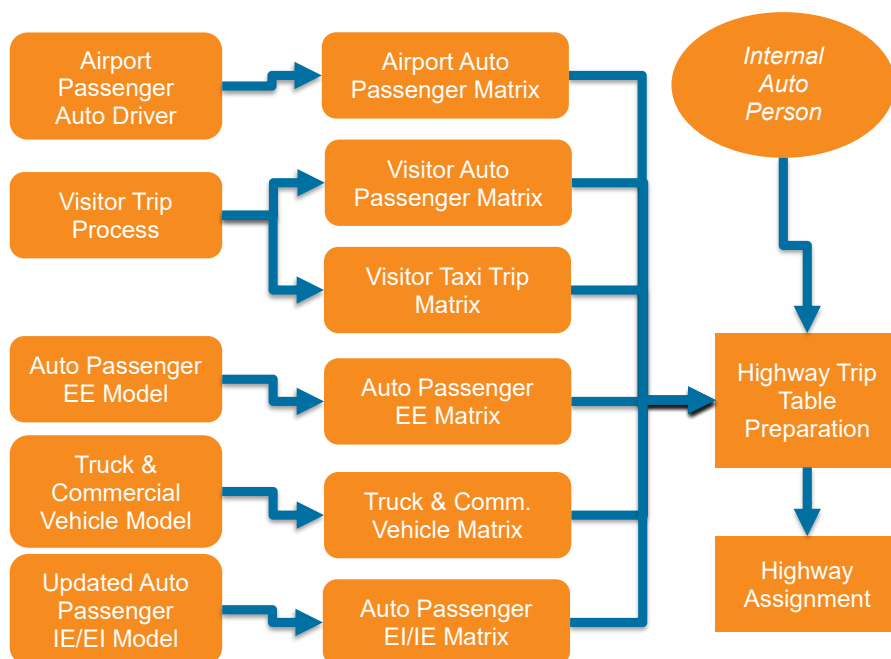 Airport
Passenger
Auto Driver
Airport Auto
Passenger Matrix
Internal
Auto
Person
Visitor Trip
Process
Visitor Auto
Passenger Matrix
Visitor Taxi Trip
Matrix
Auto Passenger
EE Model
Auto Passenger
EE Matrix
Highway Trip
Table
Preparation
Truck &
Commercial
Vehicle Model
Truck & Comm.
Vehicle Matrix
Updated Auto
Passenger
IE/EI Model
Auto Passenger
EI/IE Matrix
Highway
Assignment